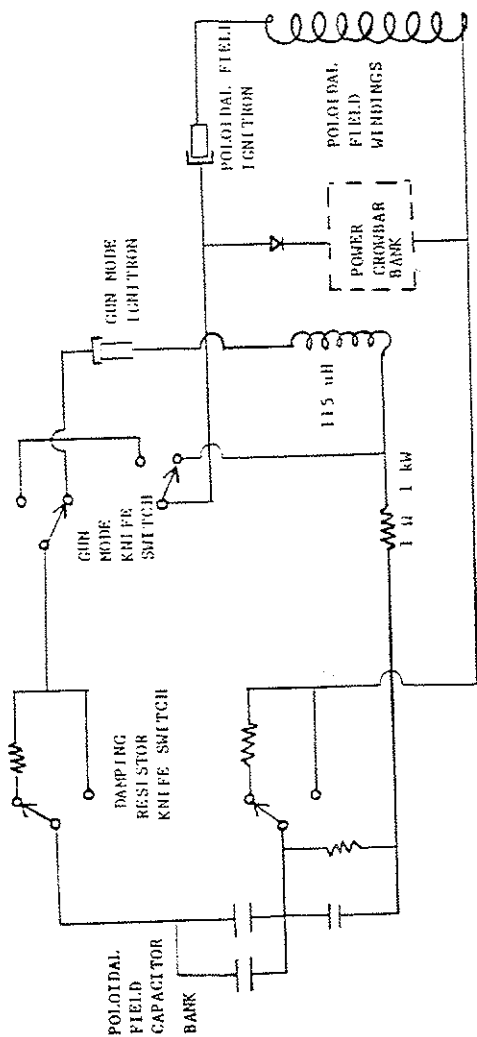 POLOIDAL
FIELD
CAPACITOR
BANK
DAMPING
RESISTOR
KNIFE SWITCH
GUN
MODE
KNIFE
SWITCH
GUN MODE
IGNITRON
115 uH
1 Ω 1 kW
POLOIDAL FIELD
IGNITRON
POWER
CROWBAR
BANK
POLOIDAL
FIELD
WINDINGS